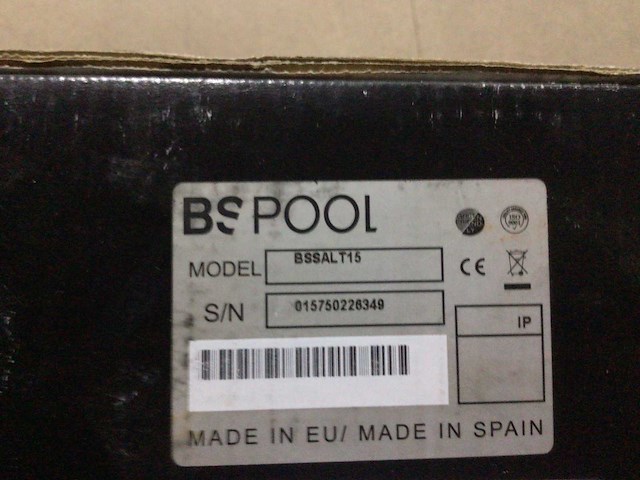 BSPOOL
MODEL BSSALT15
CE
S/N 015750226349
IP
MADE IN EU/ MADE IN SPAIN